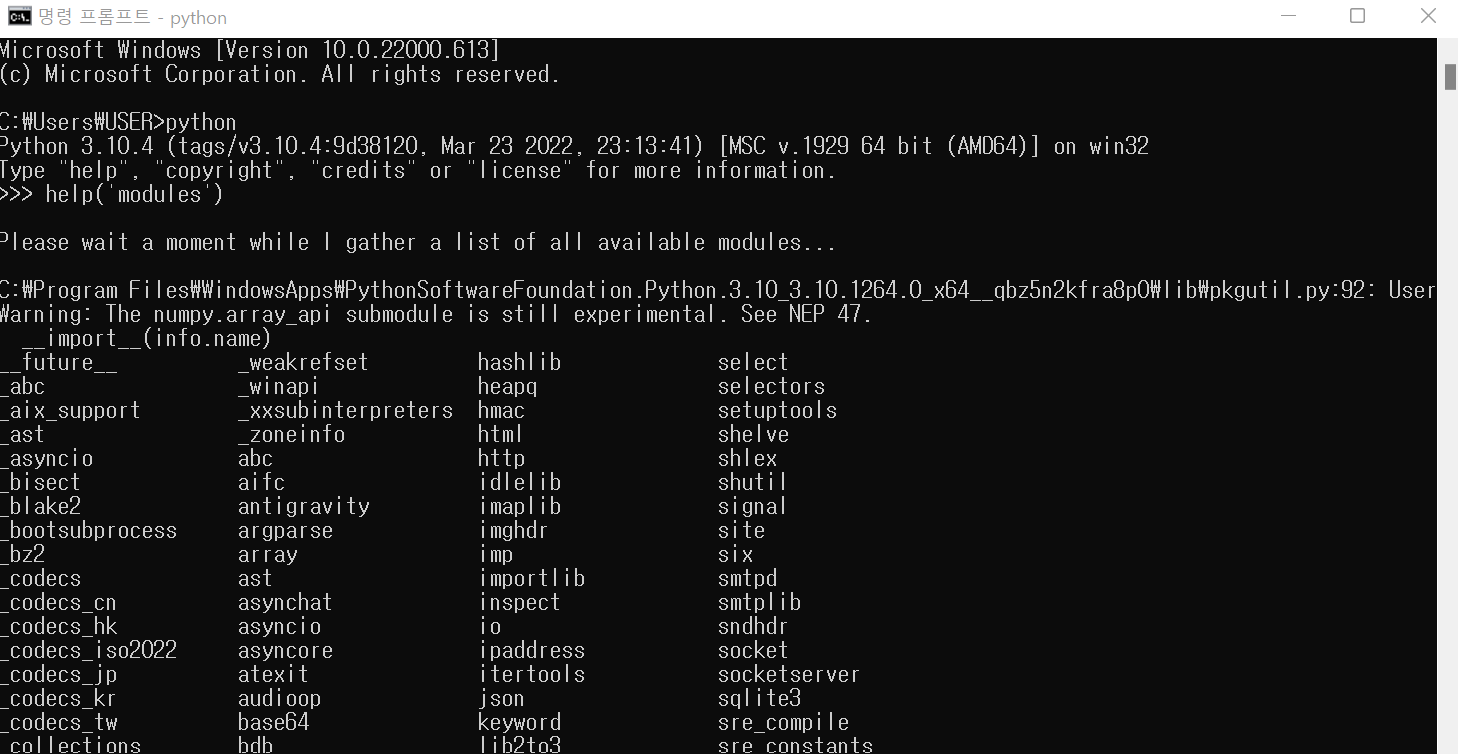 명령 프롬프트 - python
Microsoft Windows [Version 10.0.22000.613]
(c) Microsoft Corporation. All rights reserved.
C:₩Users₩USER>python
Python 3.10.4 (tags/v3.10.4:9d38120, Mar 23 2022, 23:13:41) [MSC v.1929 64 bit (AMD64)] on win32
Type "help", "copyright", "credits" or "license" for more information.
>>> help('modules')
Please wait a moment while I gather a list of all available modules...
C:₩Program Files₩WindowsApps₩PythonSoftwareFoundation.Python.3.10_3.10.1264.0_x64__qbz5n2kfra8p0₩lib₩pkgutil.py:92: User
Warning: The numpy.array_api submodule is still experimental. See NEP 47.
__import__(info.name)
__future__ _weakrefset hashlib select
_abc _winapi heapq selectors
_aix_support _xxsubinterpreters hmac setuptools
_ast _zoneinfo html shelve
_asyncio abc http shlex
_bisect aifc idlelib shutil
_blake2 antigravity imaplib signal
_bootsubprocess argparse imghdr site
_bz2 array imp six
_codecs ast importlib smtpd
_codecs_cn asynchat inspect smtplib
_codecs_hk asyncio io sndhdr
_codecs_iso2022 asyncore ipaddress socket
_codecs_jp atexit itertools socketserver
_codecs_kr audioop json sqlite3
_codecs_tw base64 keyword sre_compile
_collections bdb lib2to3 sre_constants